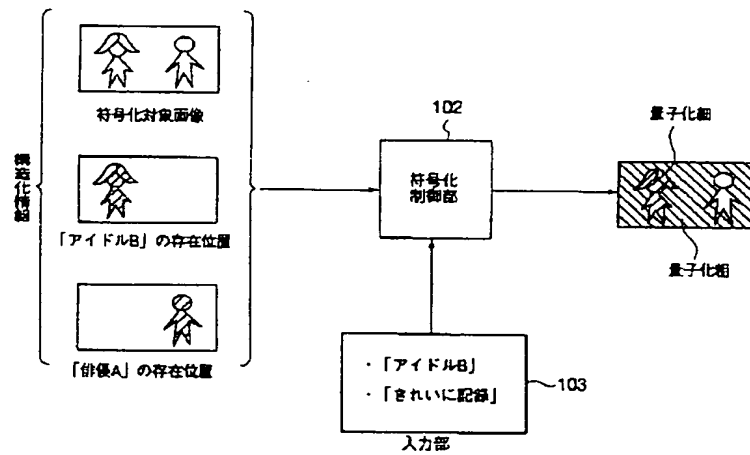 構造化情報
符号化対象画像
「アイドルB」の存在位置
「俳優A」の存在位置
102
符号化
制御部
・「アイドルB」
・「きれいに記録」
103
入力部
量子化細
量子化粗